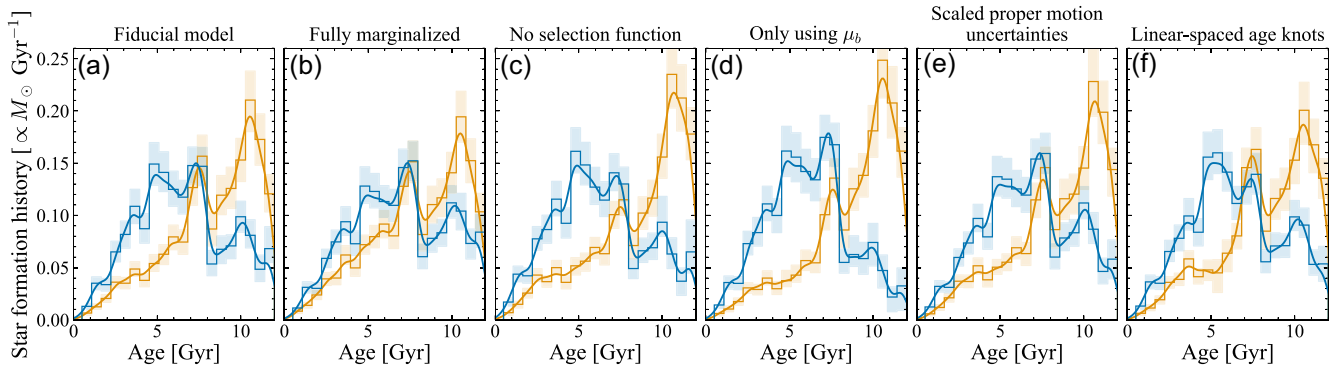 Fiducial model
Fully marginalized
No selection function
Only using μ_b
Scaled proper motion
uncertainties
Linear-spaced age knots
(a)
(b)
(c)
(d)
(e)
(f)
Star formation history [ ∝ M⊙ Gyr⁻¹ ]
0.25
0.20
0.15
0.10
0.05
0.00
0 5 10
0 5 10
0 5 10
0 5 10
0 5 10
5 10
Age [Gyr]
Age [Gyr]
Age [Gyr]
Age [Gyr]
Age [Gyr]
Age [Gyr]